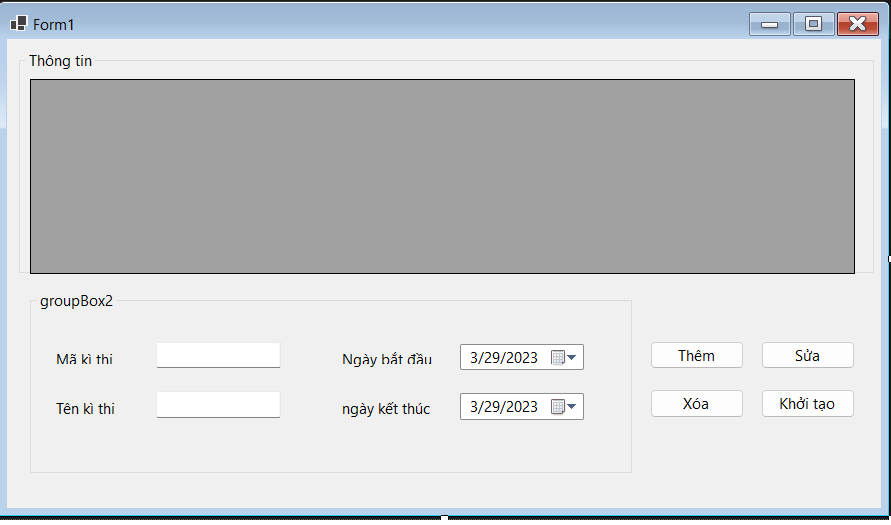 Form1
Thông tin
groupBox2
Mã kì thi
Ngày bắt đầu
3/29/2023
Thêm
Sửa
Tên kì thi
ngày kết thúc
3/29/2023
Xóa
Khởi tạo